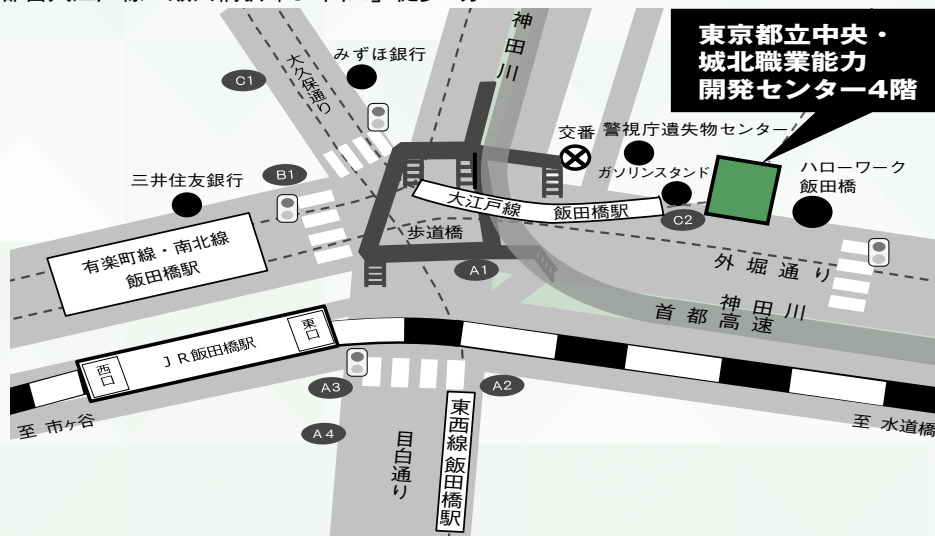 東京都立中央・
城北職業能力
開発センター4階
神田川
みずほ銀行
大久保通り
C1
交番
警視庁遺失物センター
ガソリンスタンド
ハローワーク
飯田橋
B1
三井住友銀行
大江戸線 飯田橋駅
C2
歩道橋
有楽町線・南北線
飯田橋駅
A1
外堀通り
神田川
首都高速
東口
JR飯田橋駅
西口
A3
A2
至 市ヶ谷
至 水道橋
A4
目白通り
東西線 飯田橋駅